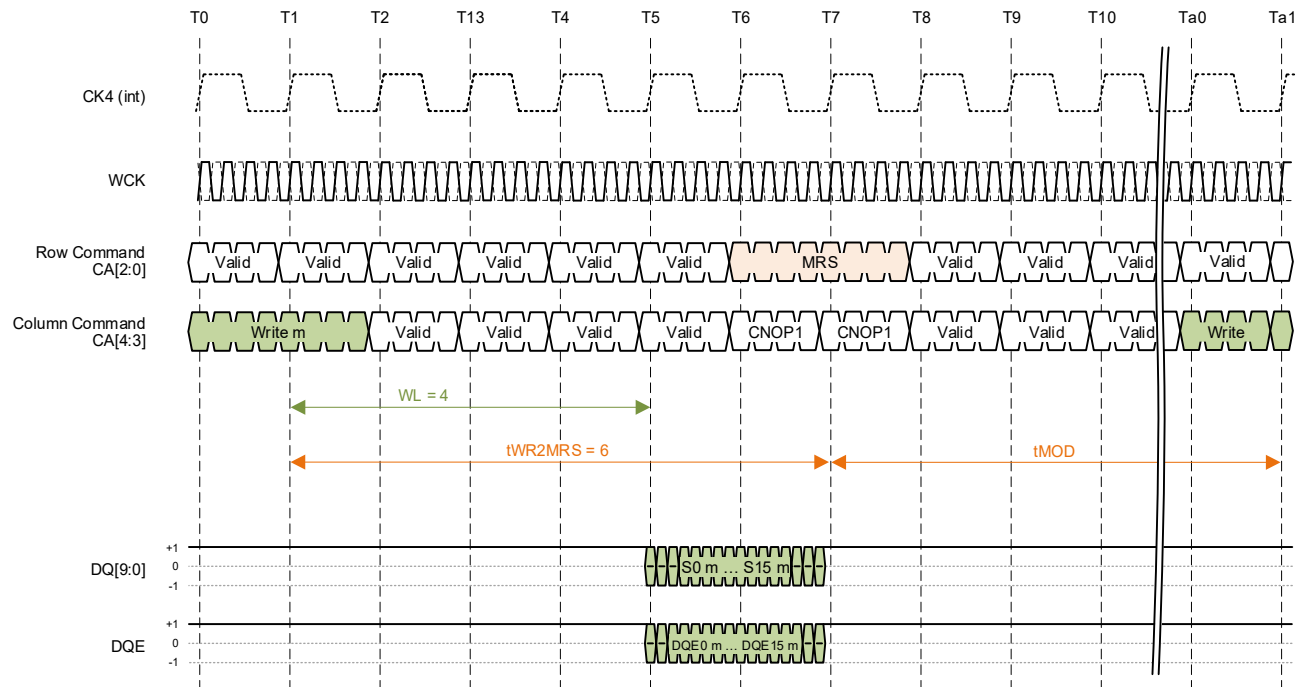 T0 T1 T2 T13 T4 T5 T6 T7 T8 T9 T10 Ta0 Ta1
CK4 (int)
WCK
Row Command
CA[2:0]
Valid Valid Valid Valid Valid Valid MRS Valid Valid Valid Valid
Column Command
CA[4:3]
Write m Valid Valid Valid Valid CNOP1 CNOP1 Valid Valid Valid Write
WL = 4
tWR2MRS = 6
tMOD
DQ[9:0]
+1
0
-1
S0 m ... S15 m
DQE
+1
0
-1
DQE0 m ... DQE15 m